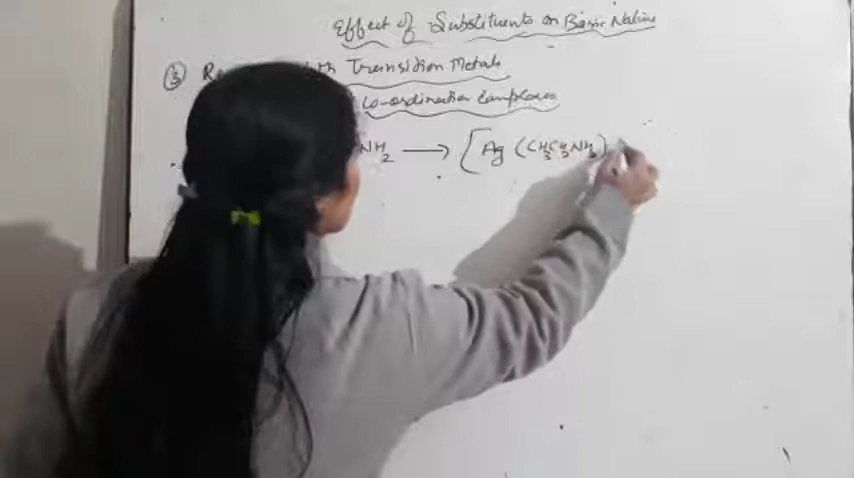 Effect of Substituents on Basic Nature
③ Transition Metals
Co-ordination Complexes
NH2 ⟶ [Ag (CH3CH2NH2)